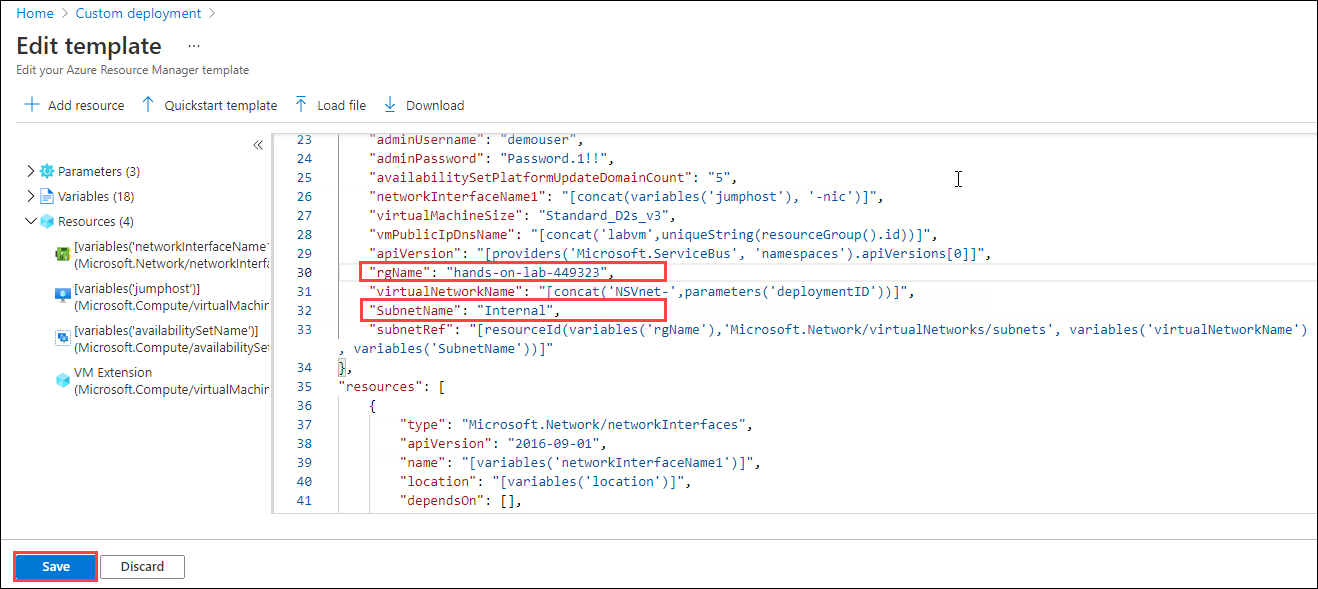 Home > Custom deployment >
Edit template ...
Edit your Azure Resource Manager template
Add resource Quickstart template Load file Download
Parameters (3)
Variables (18)
Resources (4)
[variables('networkInterfaceName1
(Microsoft.Network/networkInterfa
[variables('jumphost')]
(Microsoft.Compute/virtualMachin
[variables('availabilitySetName')]
(Microsoft.Compute/availabilitySet
VM Extension
(Microsoft.Compute/virtualMachin
23 "adminUsername": "demouser",
24 "adminPassword": "Password.1!!",
25 "availabilitySetPlatformUpdateDomainCount": "5",
26 "networkInterfaceName1": "[concat(variables('jumphost'), '-nic')]",
27 "virtualMachineSize": "Standard_D2s_v3",
28 "vmPublicIpDnsName": "[concat('labvm',uniqueString(resourceGroup().id))]",
29 "apiVersion": "[providers('Microsoft.ServiceBus', 'namespaces').apiVersions[0]]",
30 "rgName": "hands-on-lab-449323",
31 "virtualNetworkName": "[concat('NSVnet-',parameters('deploymentID'))]",
32 "SubnetName": "Internal",
33 "subnetRef": "[resourceId(variables('rgName'),'Microsoft.Network/virtualNetworks/subnets', variables('virtualNetworkName')
, variables('SubnetName'))]"
34 },
35 "resources": [
36 {
37 "type": "Microsoft.Network/networkInterfaces",
38 "apiVersion": "2016-09-01",
39 "name": "[variables('networkInterfaceName1')]",
40 "location": "[variables('location')]",
41 "dependsOn": [],
Save Discard